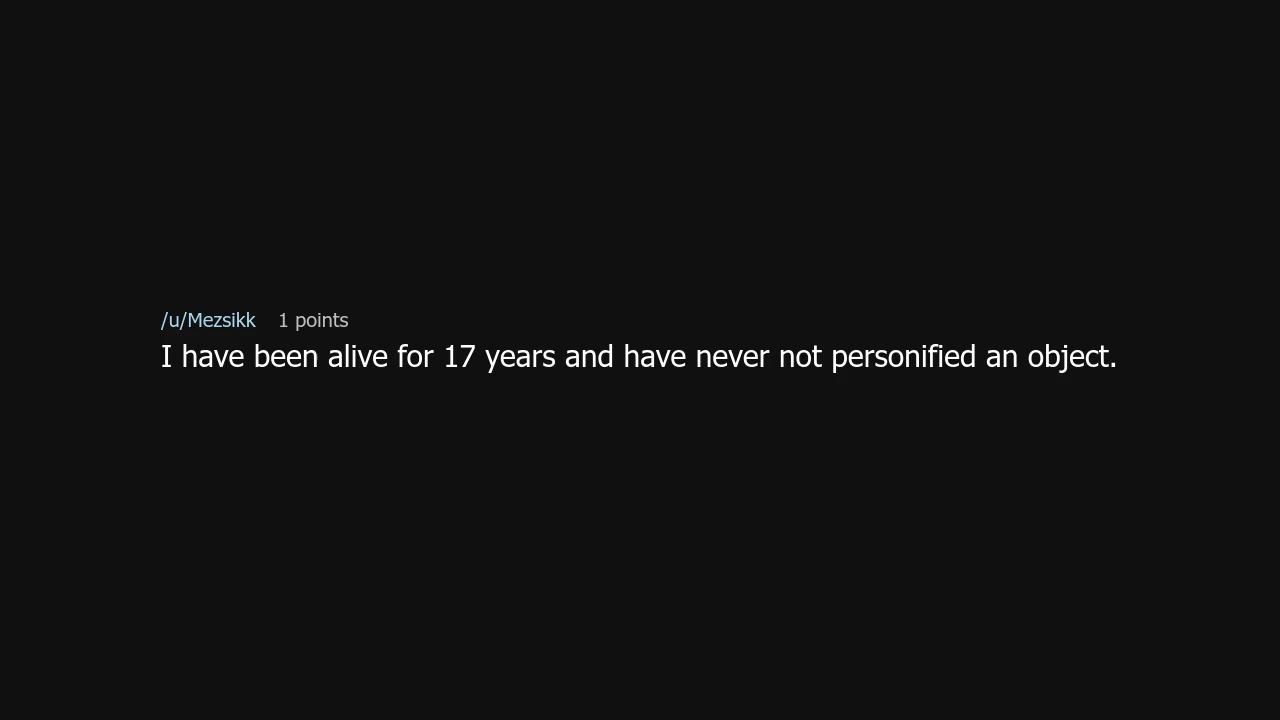 /u/Mezsikk 1 points
I have been alive for 17 years and have never not personified an object.